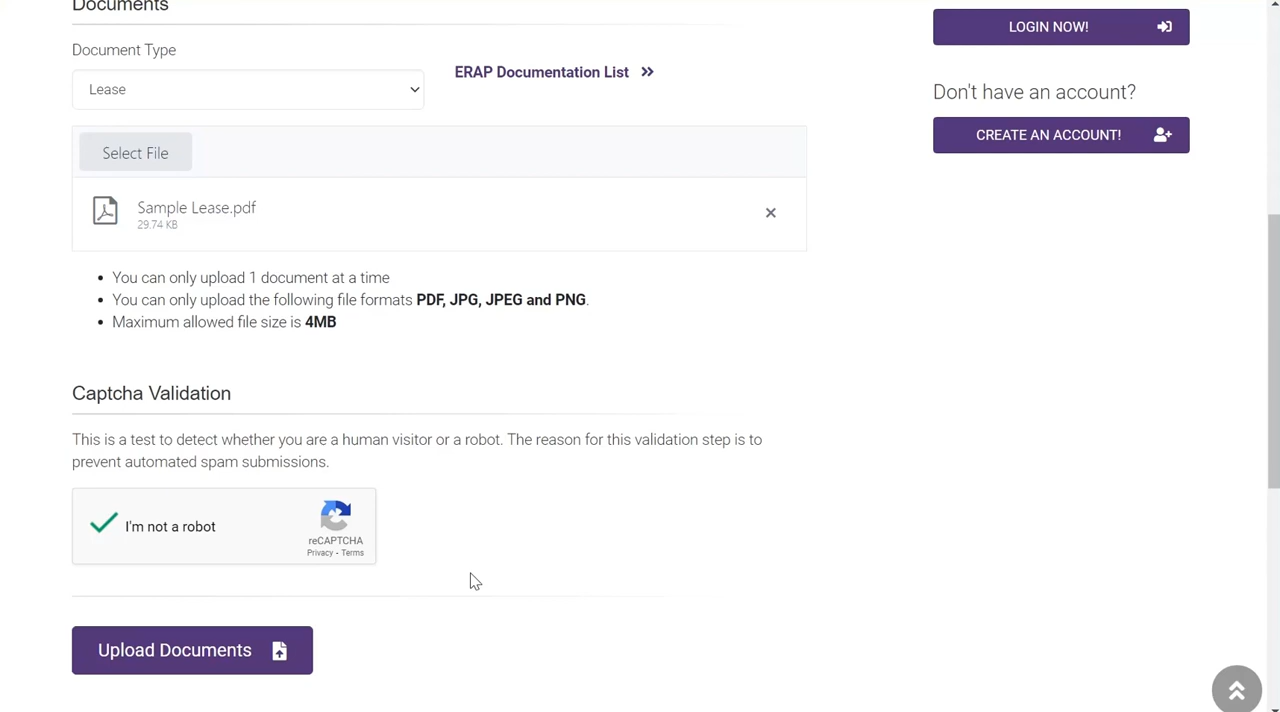 Documents
Document Type
Lease
ERAP Documentation List
Select File
Sample Lease.pdf
29.74 KB
You can only upload 1 document at a time
You can only upload the following file formats PDF, JPG, JPEG and PNG.
Maximum allowed file size is 4MB
Captcha Validation
This is a test to detect whether you are a human visitor or a robot. The reason for this validation step is to
prevent automated spam submissions.
I'm not a robot
reCAPTCHA
Privacy - Terms
Upload Documents
LOGIN NOW!
Don't have an account?
CREATE AN ACCOUNT!